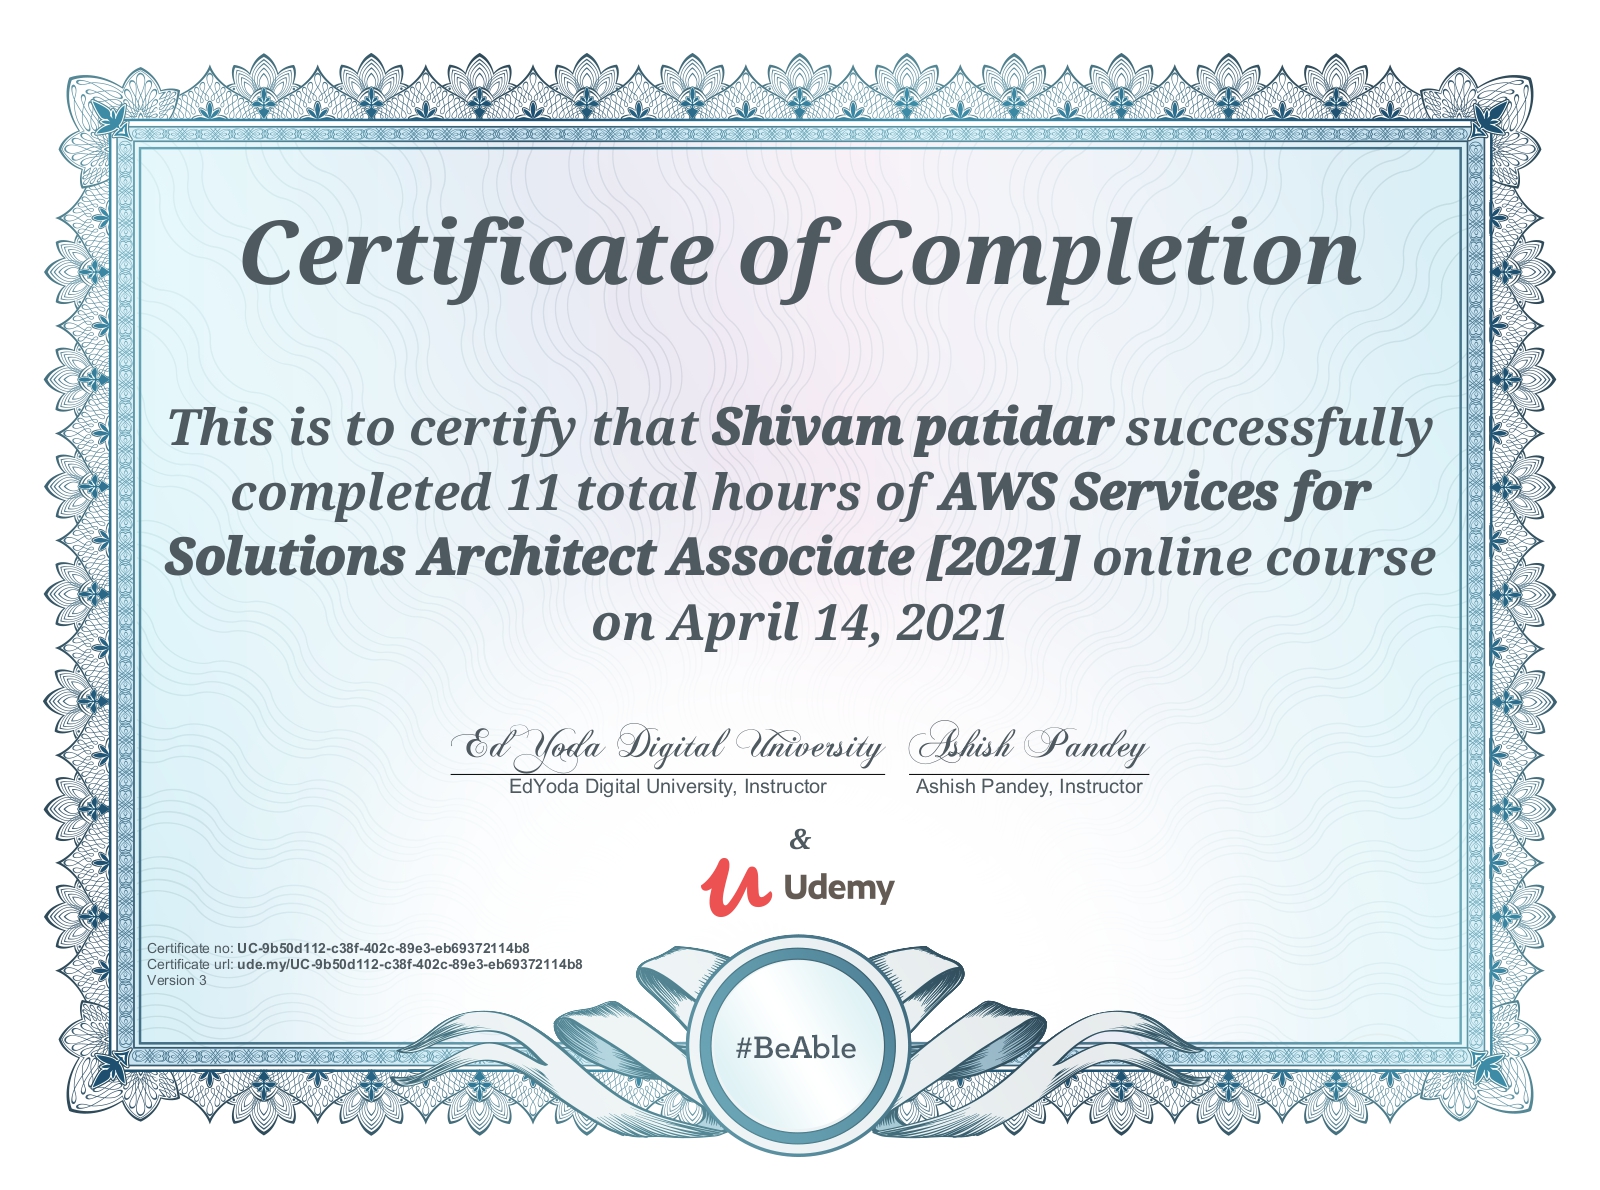 Certificate of Completion
This is to certify that Shivam patidar successfully
completed 11 total hours of AWS Services for
Solutions Architect Associate [2021] online course
on April 14, 2021
Ed Yoda Digital University Ashish Pandey
EdYoda Digital University, Instructor Ashish Pandey, Instructor
&
Udemy
Certificate no: UC-9b50d112-c38f-402c-89e3-eb69372114b8
Certificate url: ude.my/UC-9b50d112-c38f-402c-89e3-eb69372114b8
Version 3
#BeAble